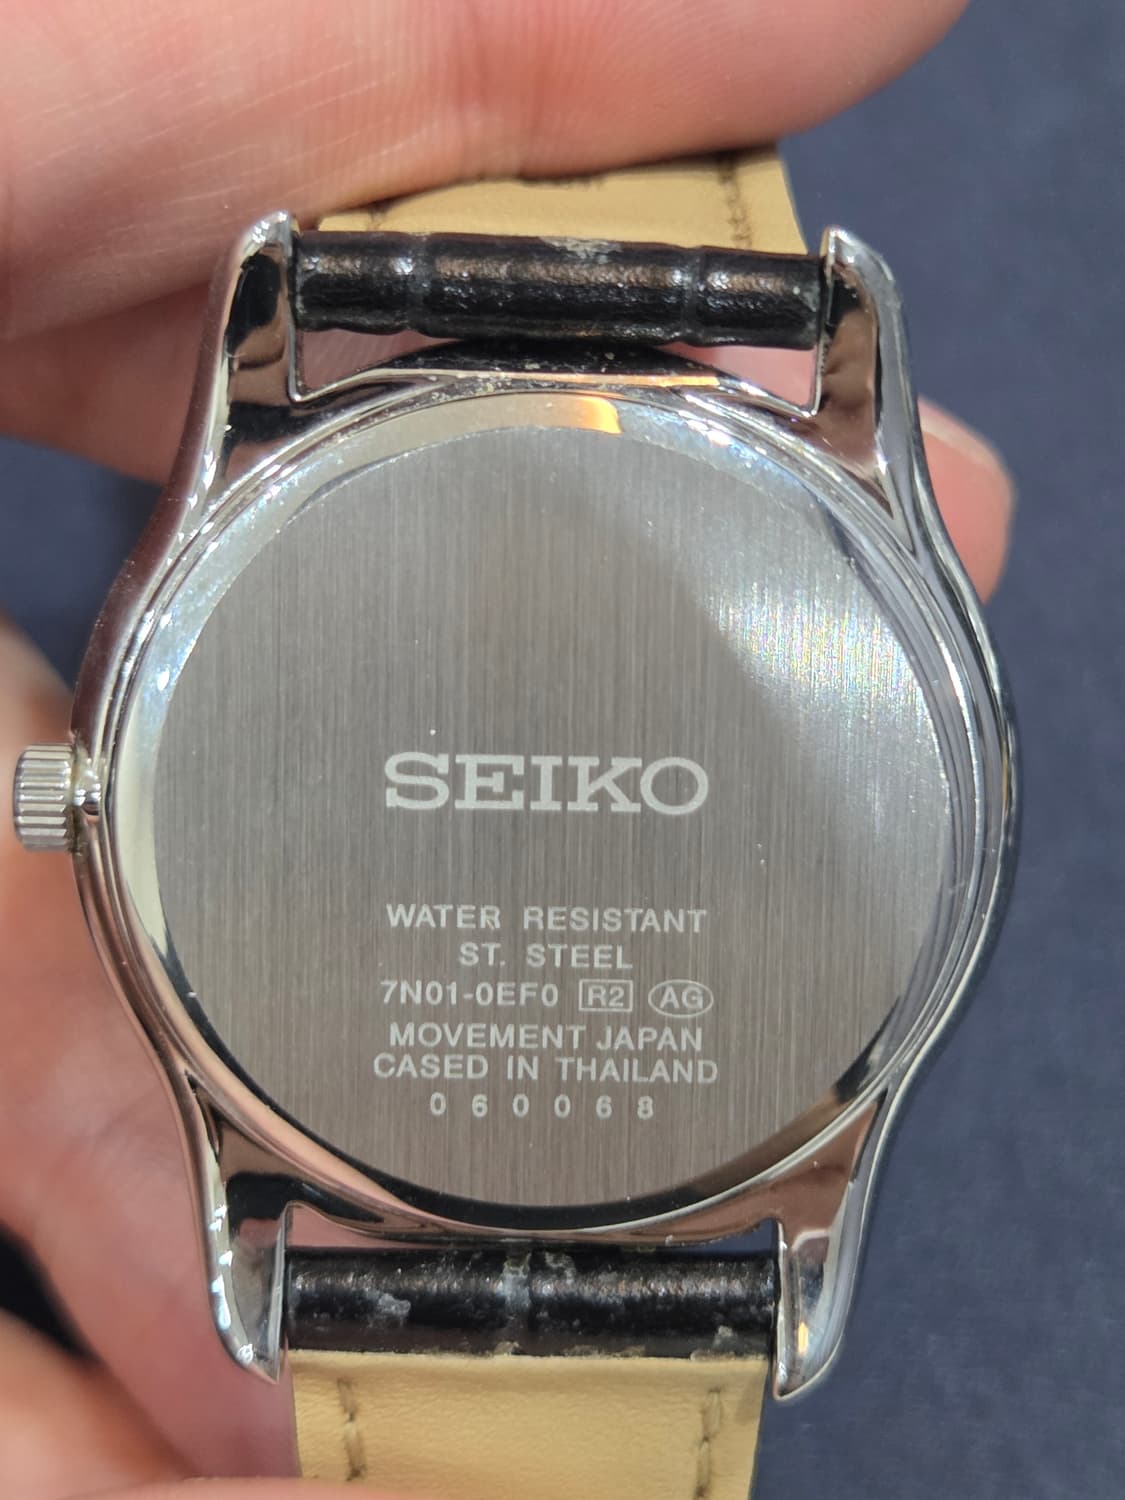 SEIKO
WATER RESISTANT
ST. STEEL
7N01-0EF0 R2 AG
MOVEMENT JAPAN
CASED IN THAILAND
060068